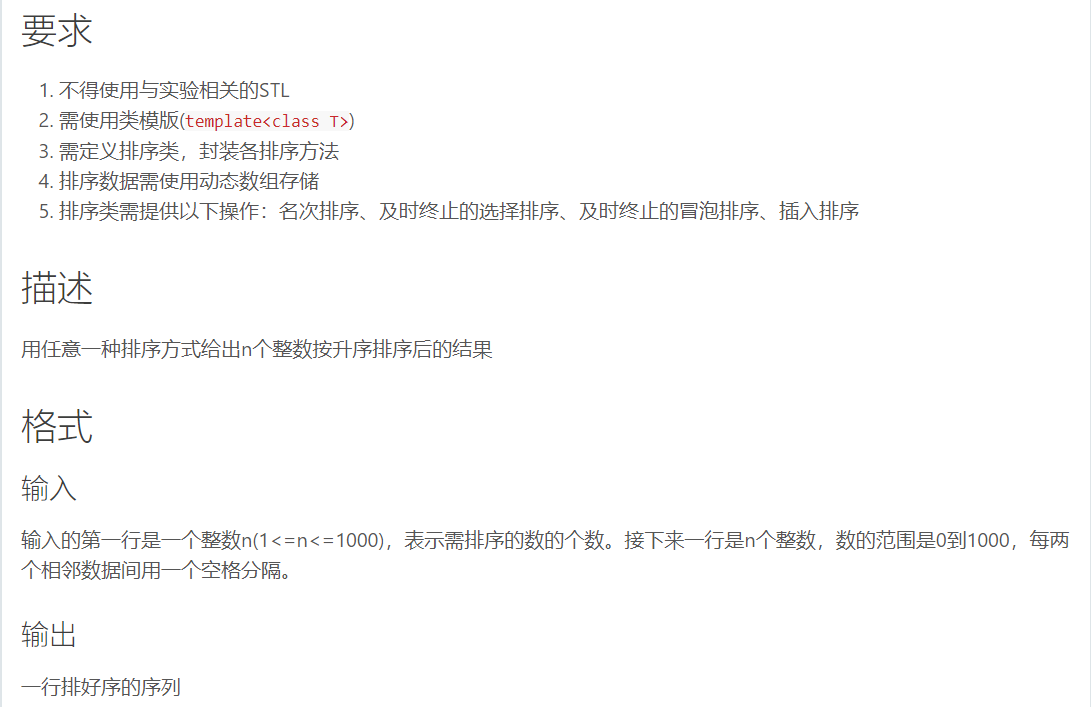 要求
1. 不得使用与实验相关的STL
2. 需使用类模版(template<class T>)
3. 需定义排序类，封装各排序方法
4. 排序数据需使用动态数组存储
5. 排序类需提供以下操作：名次排序、及时终止的选择排序、及时终止的冒泡排序、插入排序
描述
用任意一种排序方式给出n个整数按升序排序后的结果
格式
输入
输入的第一行是一个整数n(1<=n<=1000)，表示需排序的数的个数。接下来一行是n个整数，数的范围是0到1000，每两
个相邻数据间用一个空格分隔。
输出
一行排好序的序列